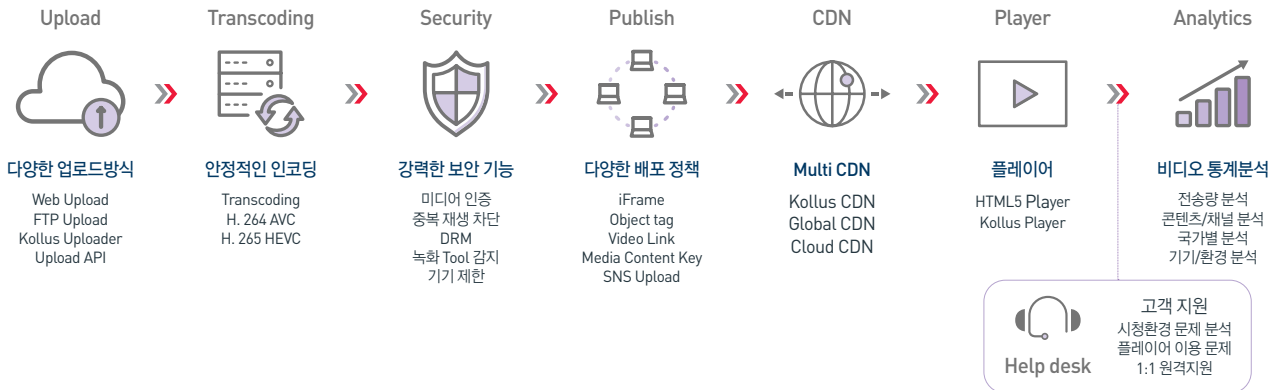 Upload
다양한 업로드방식
Web Upload
FTP Upload
Kollus Uploader
Upload API
Transcoding
안정적인 인코딩
Transcoding
H. 264 AVC
H. 265 HEVC
Security
강력한 보안 기능
미디어 인증
중복 재생 차단
DRM
녹화 Tool 감지
기기 제한
Publish
다양한 배포 정책
iFrame
Object tag
Video Link
Media Content Key
SNS Upload
CDN
Multi CDN
Kollus CDN
Global CDN
Cloud CDN
Player
플레이어
HTML5 Player
Kollus Player
Analytics
비디오 통계분석
전송량 분석
콘텐츠/채널 분석
국가별 분석
기기/환경 분석
Help desk
고객 지원
시청환경 문제 분석
플레이어 이용 문제
1:1 원격지원